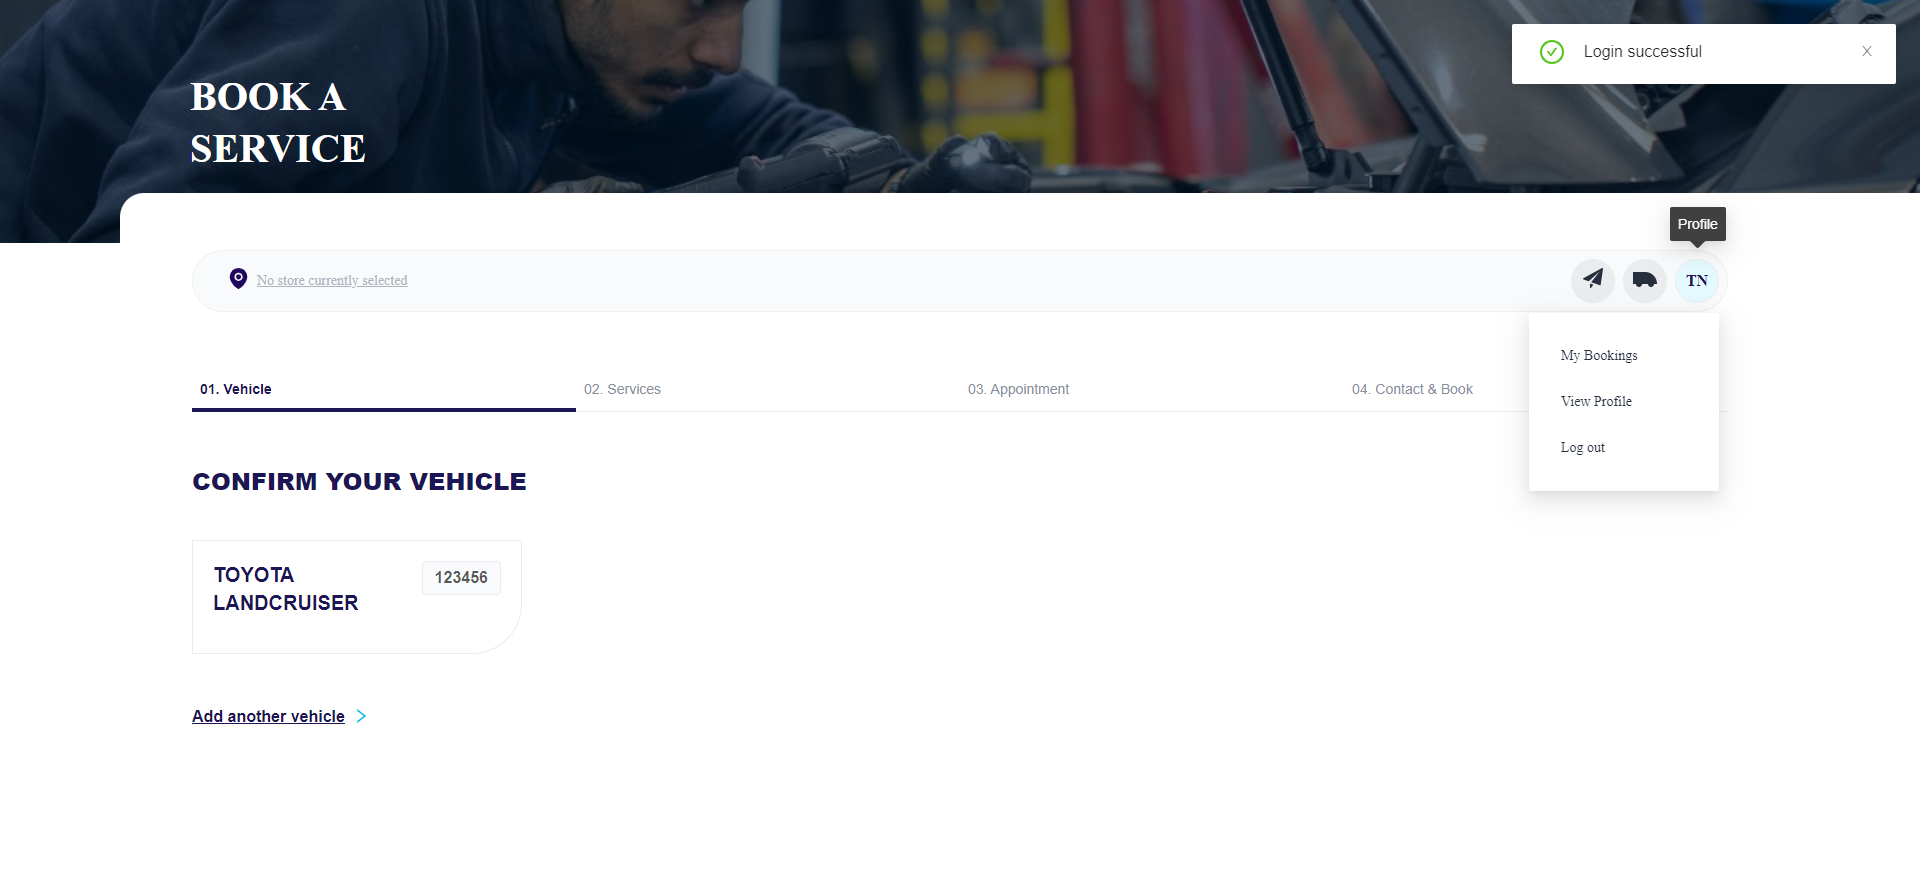 BOOK A
SERVICE
Login successful
Profile
No store currently selected
TN
My Bookings
View Profile
Log out
01. Vehicle
02. Services
03. Appointment
04. Contact & Book
CONFIRM YOUR VEHICLE
TOYOTA
LANDCRUISER
123456
Add another vehicle